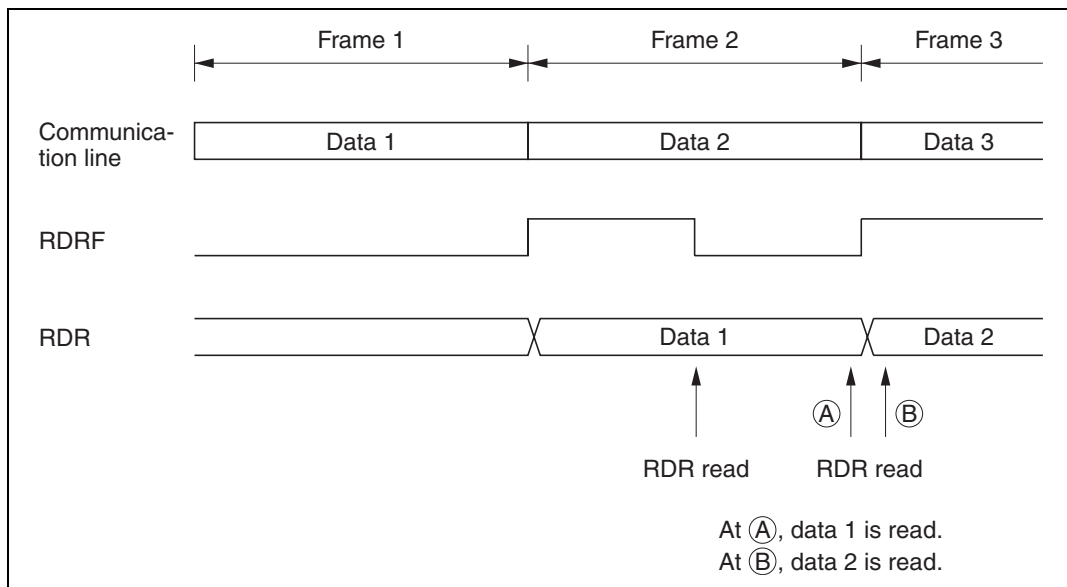 Frame 1 Frame 2 Frame 3
Communica-
tion line
Data 1 Data 2 Data 3
RDRF
RDR
Data 1 Data 2
A B
RDR read RDR read
At A, data 1 is read.
At B, data 2 is read.